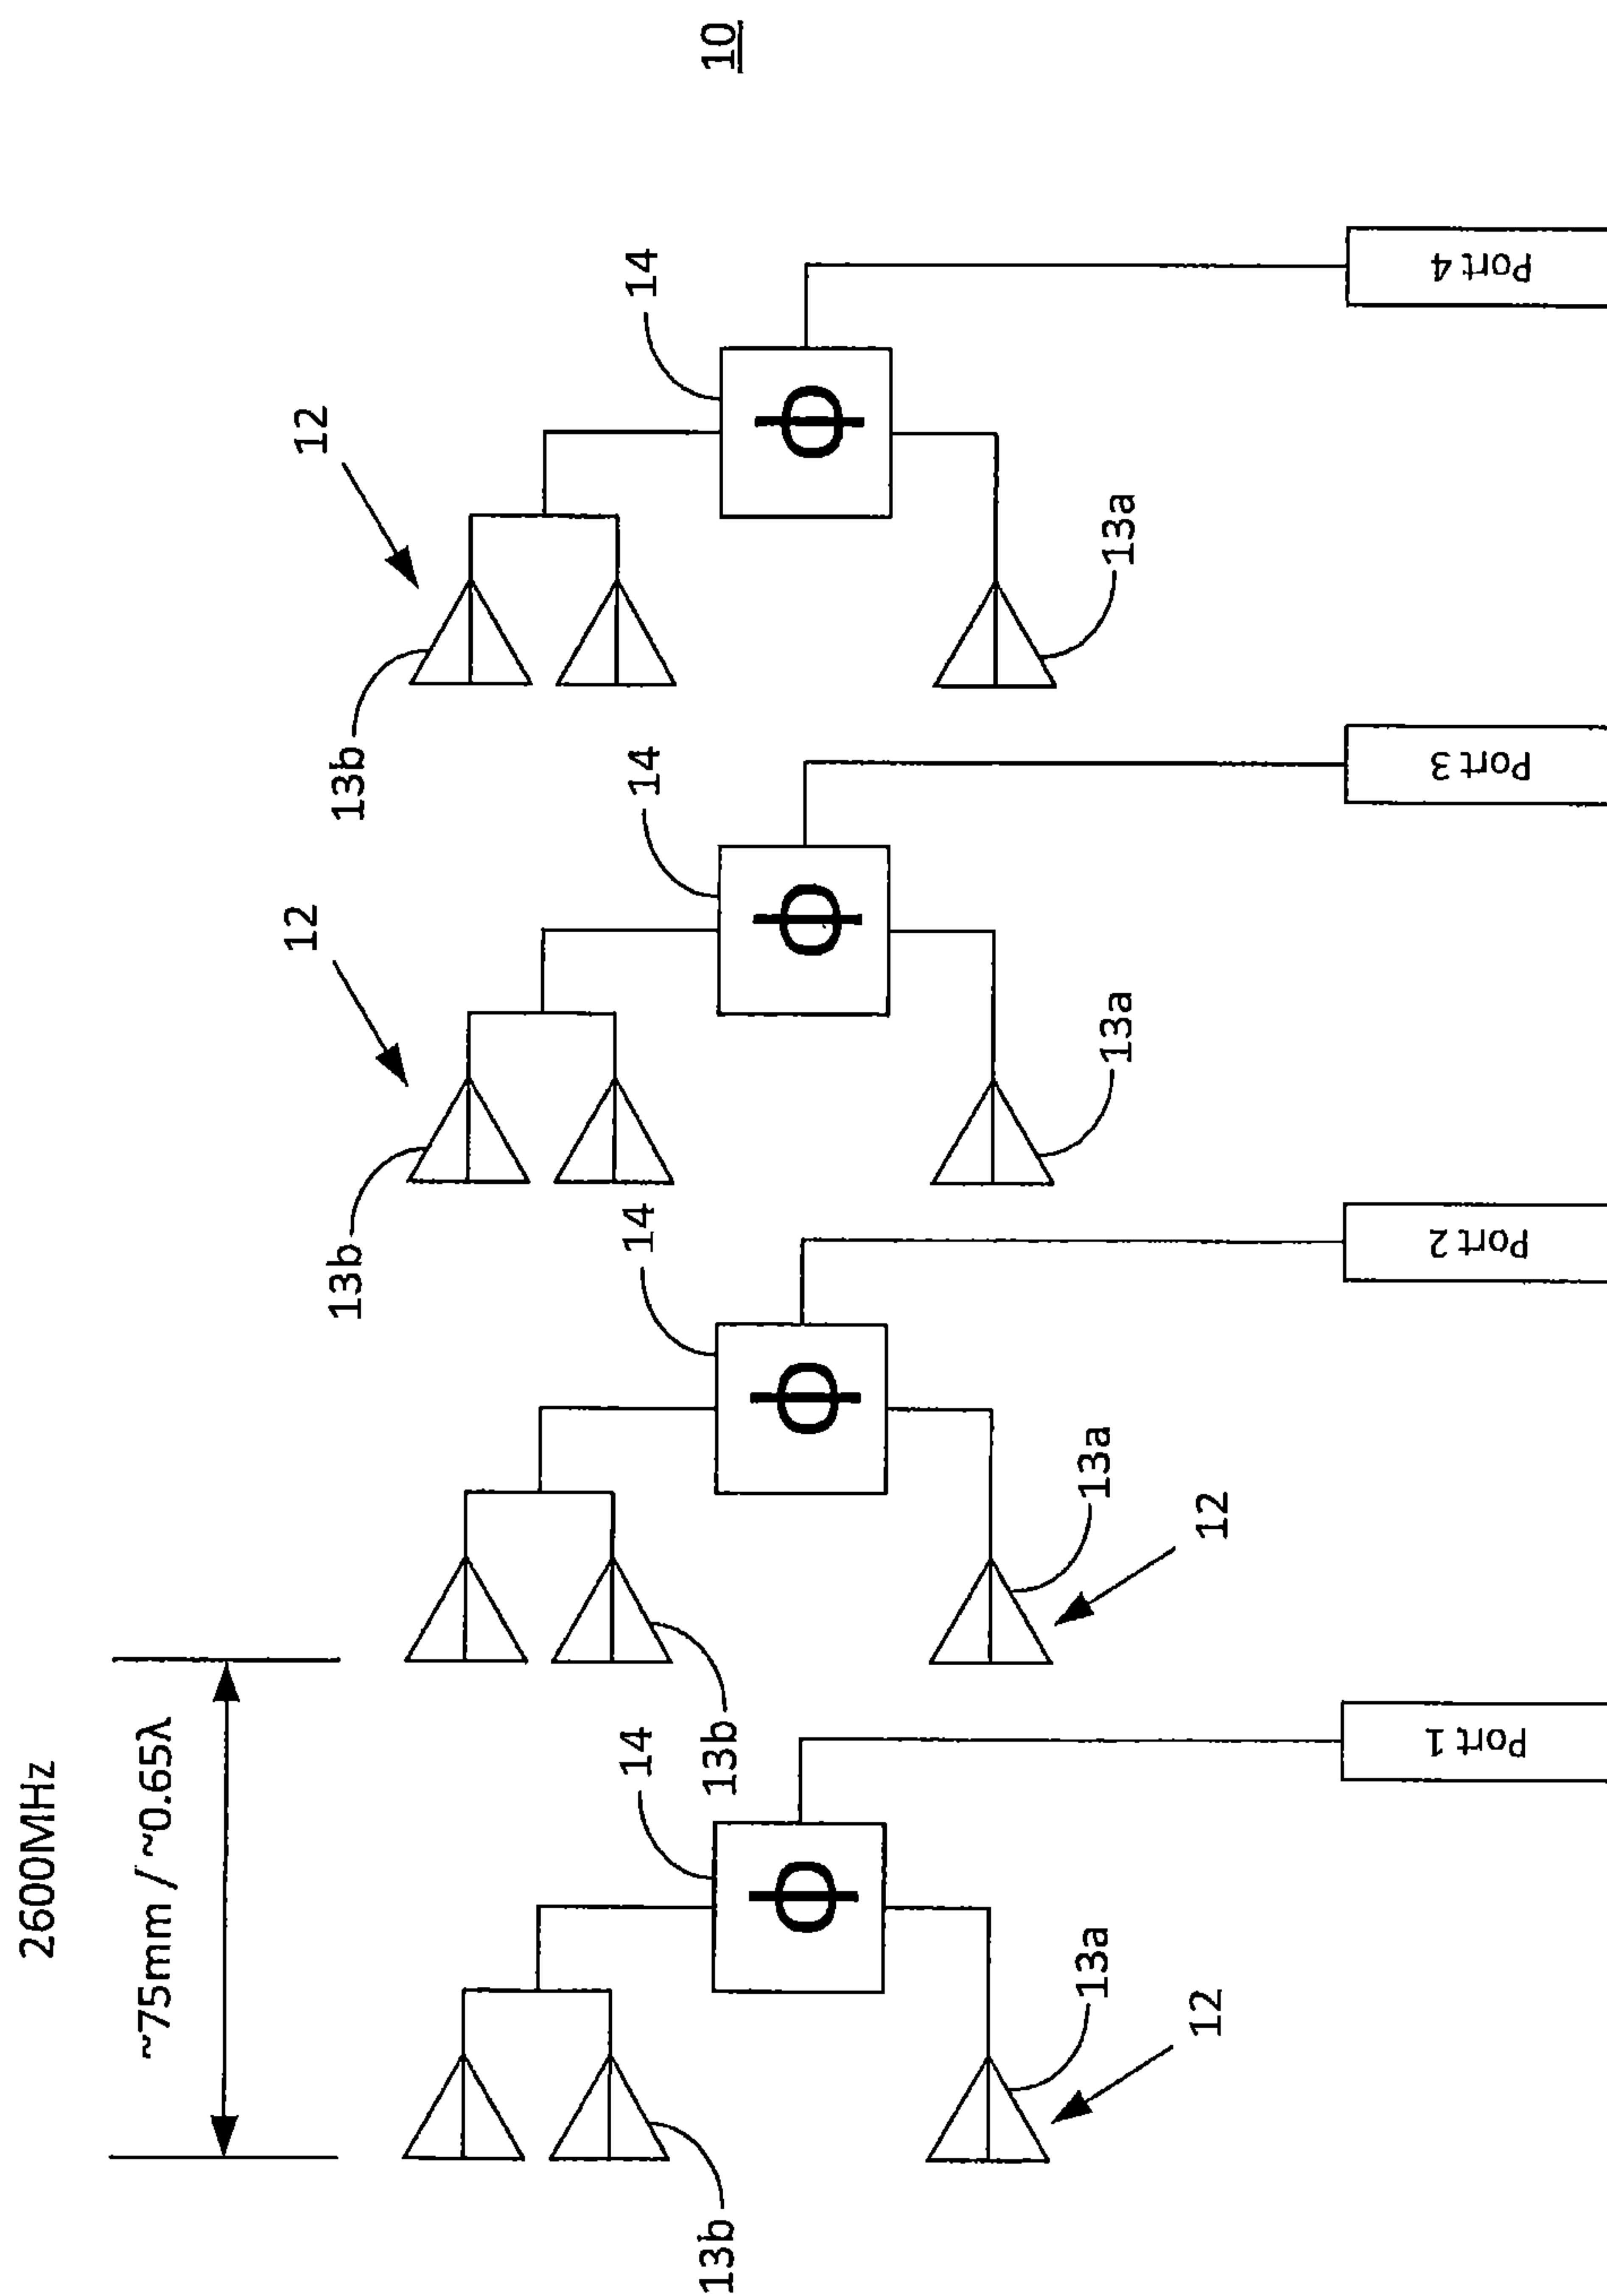 10
2600MHz
~75mm / ~0.65λ
12
12
13b
13b
14
14
14
14
Φ
Φ
Φ
Φ
13b
13b
13a
13a
13a
13a
12
12
Port 1
Port 2
Port 3
Port 4